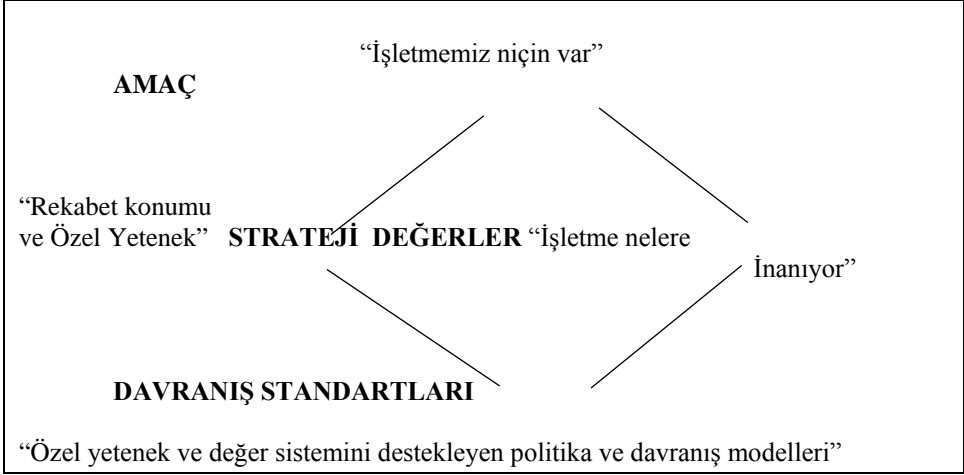 “İşletmemiz niçin var”
AMAÇ
“Rekabet konumu
ve Özel Yetenek” STRATEJİ DEĞERLER “İşletme nelere
İnanıyor”
DAVRANIŞ STANDARTLARI
“Özel yetenek ve değer sistemini destekleyen politika ve davranış modelleri”